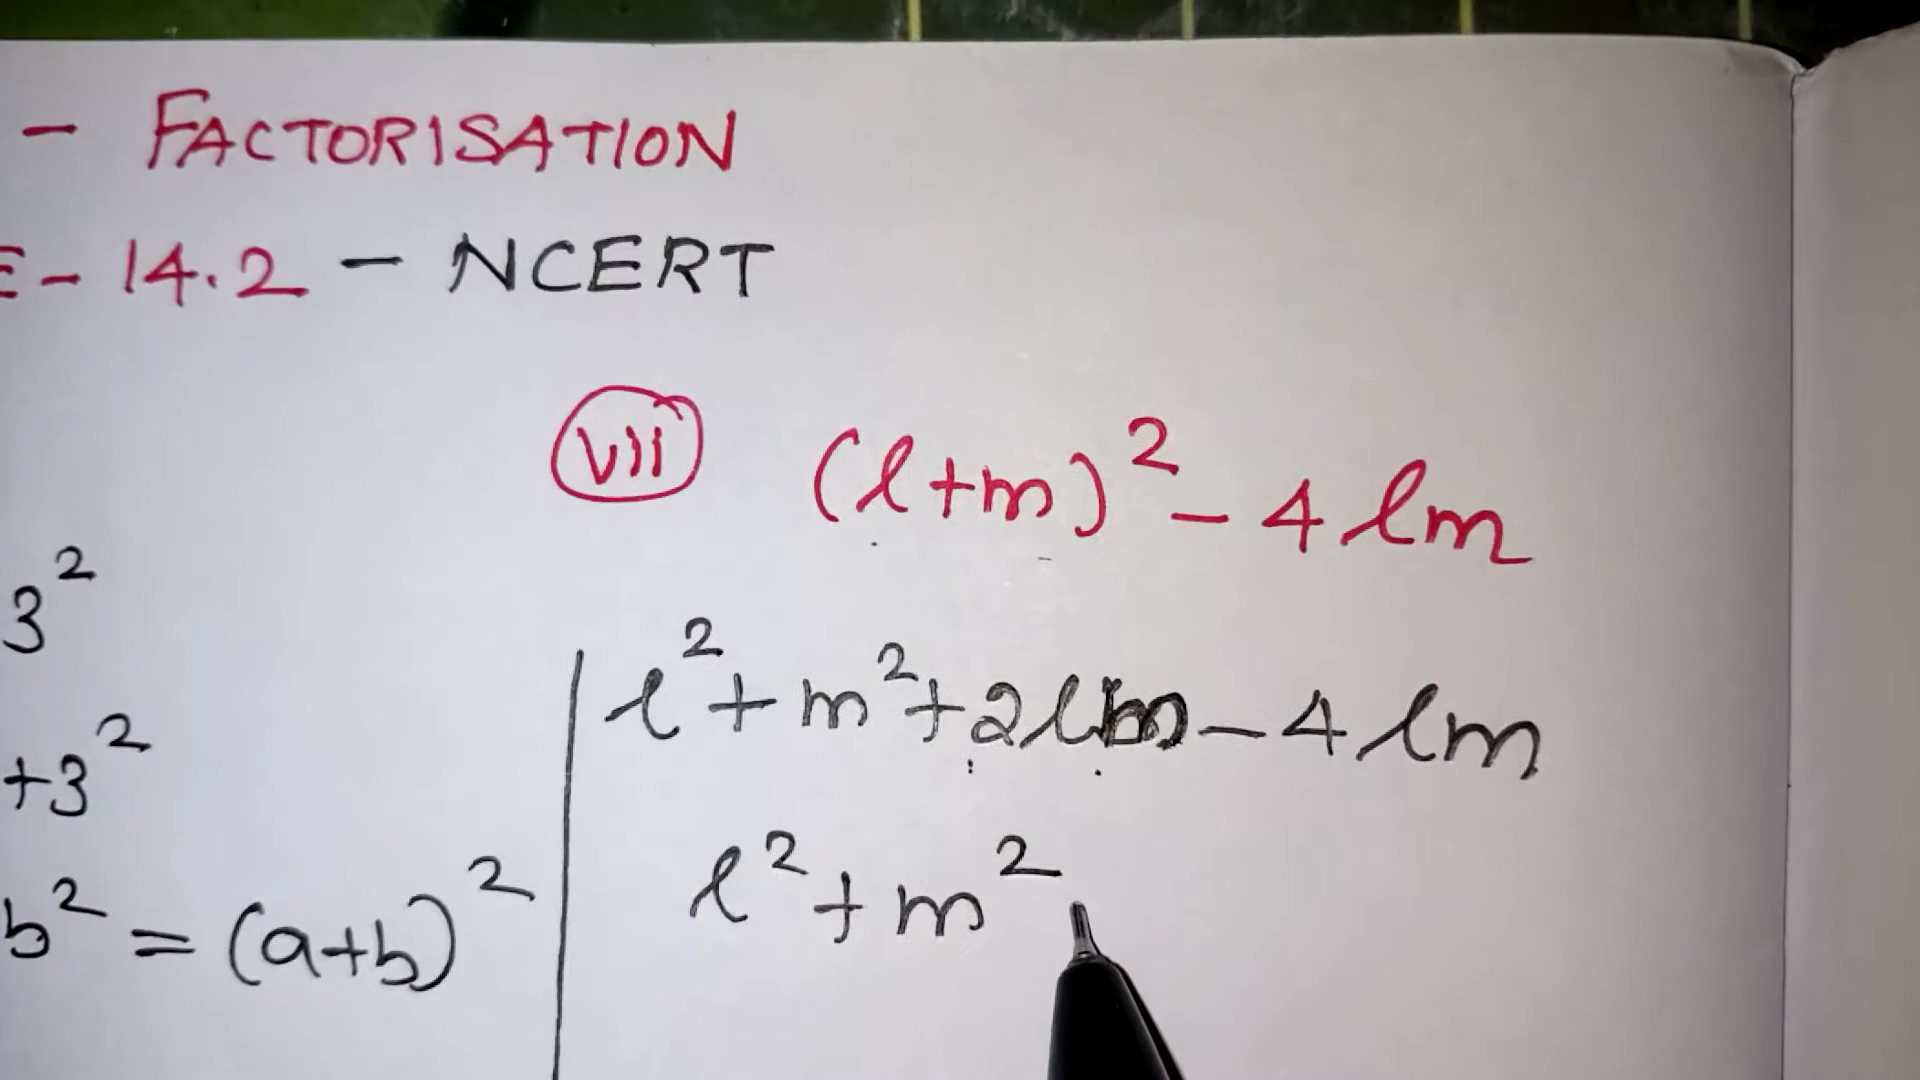 - FACTORISATION
E - 14.2 - NCERT
(vii) (l+m)² - 4lm
3²
l² + m² + 2lm - 4lm
+3²
l² + m²
b² = (a+b)²